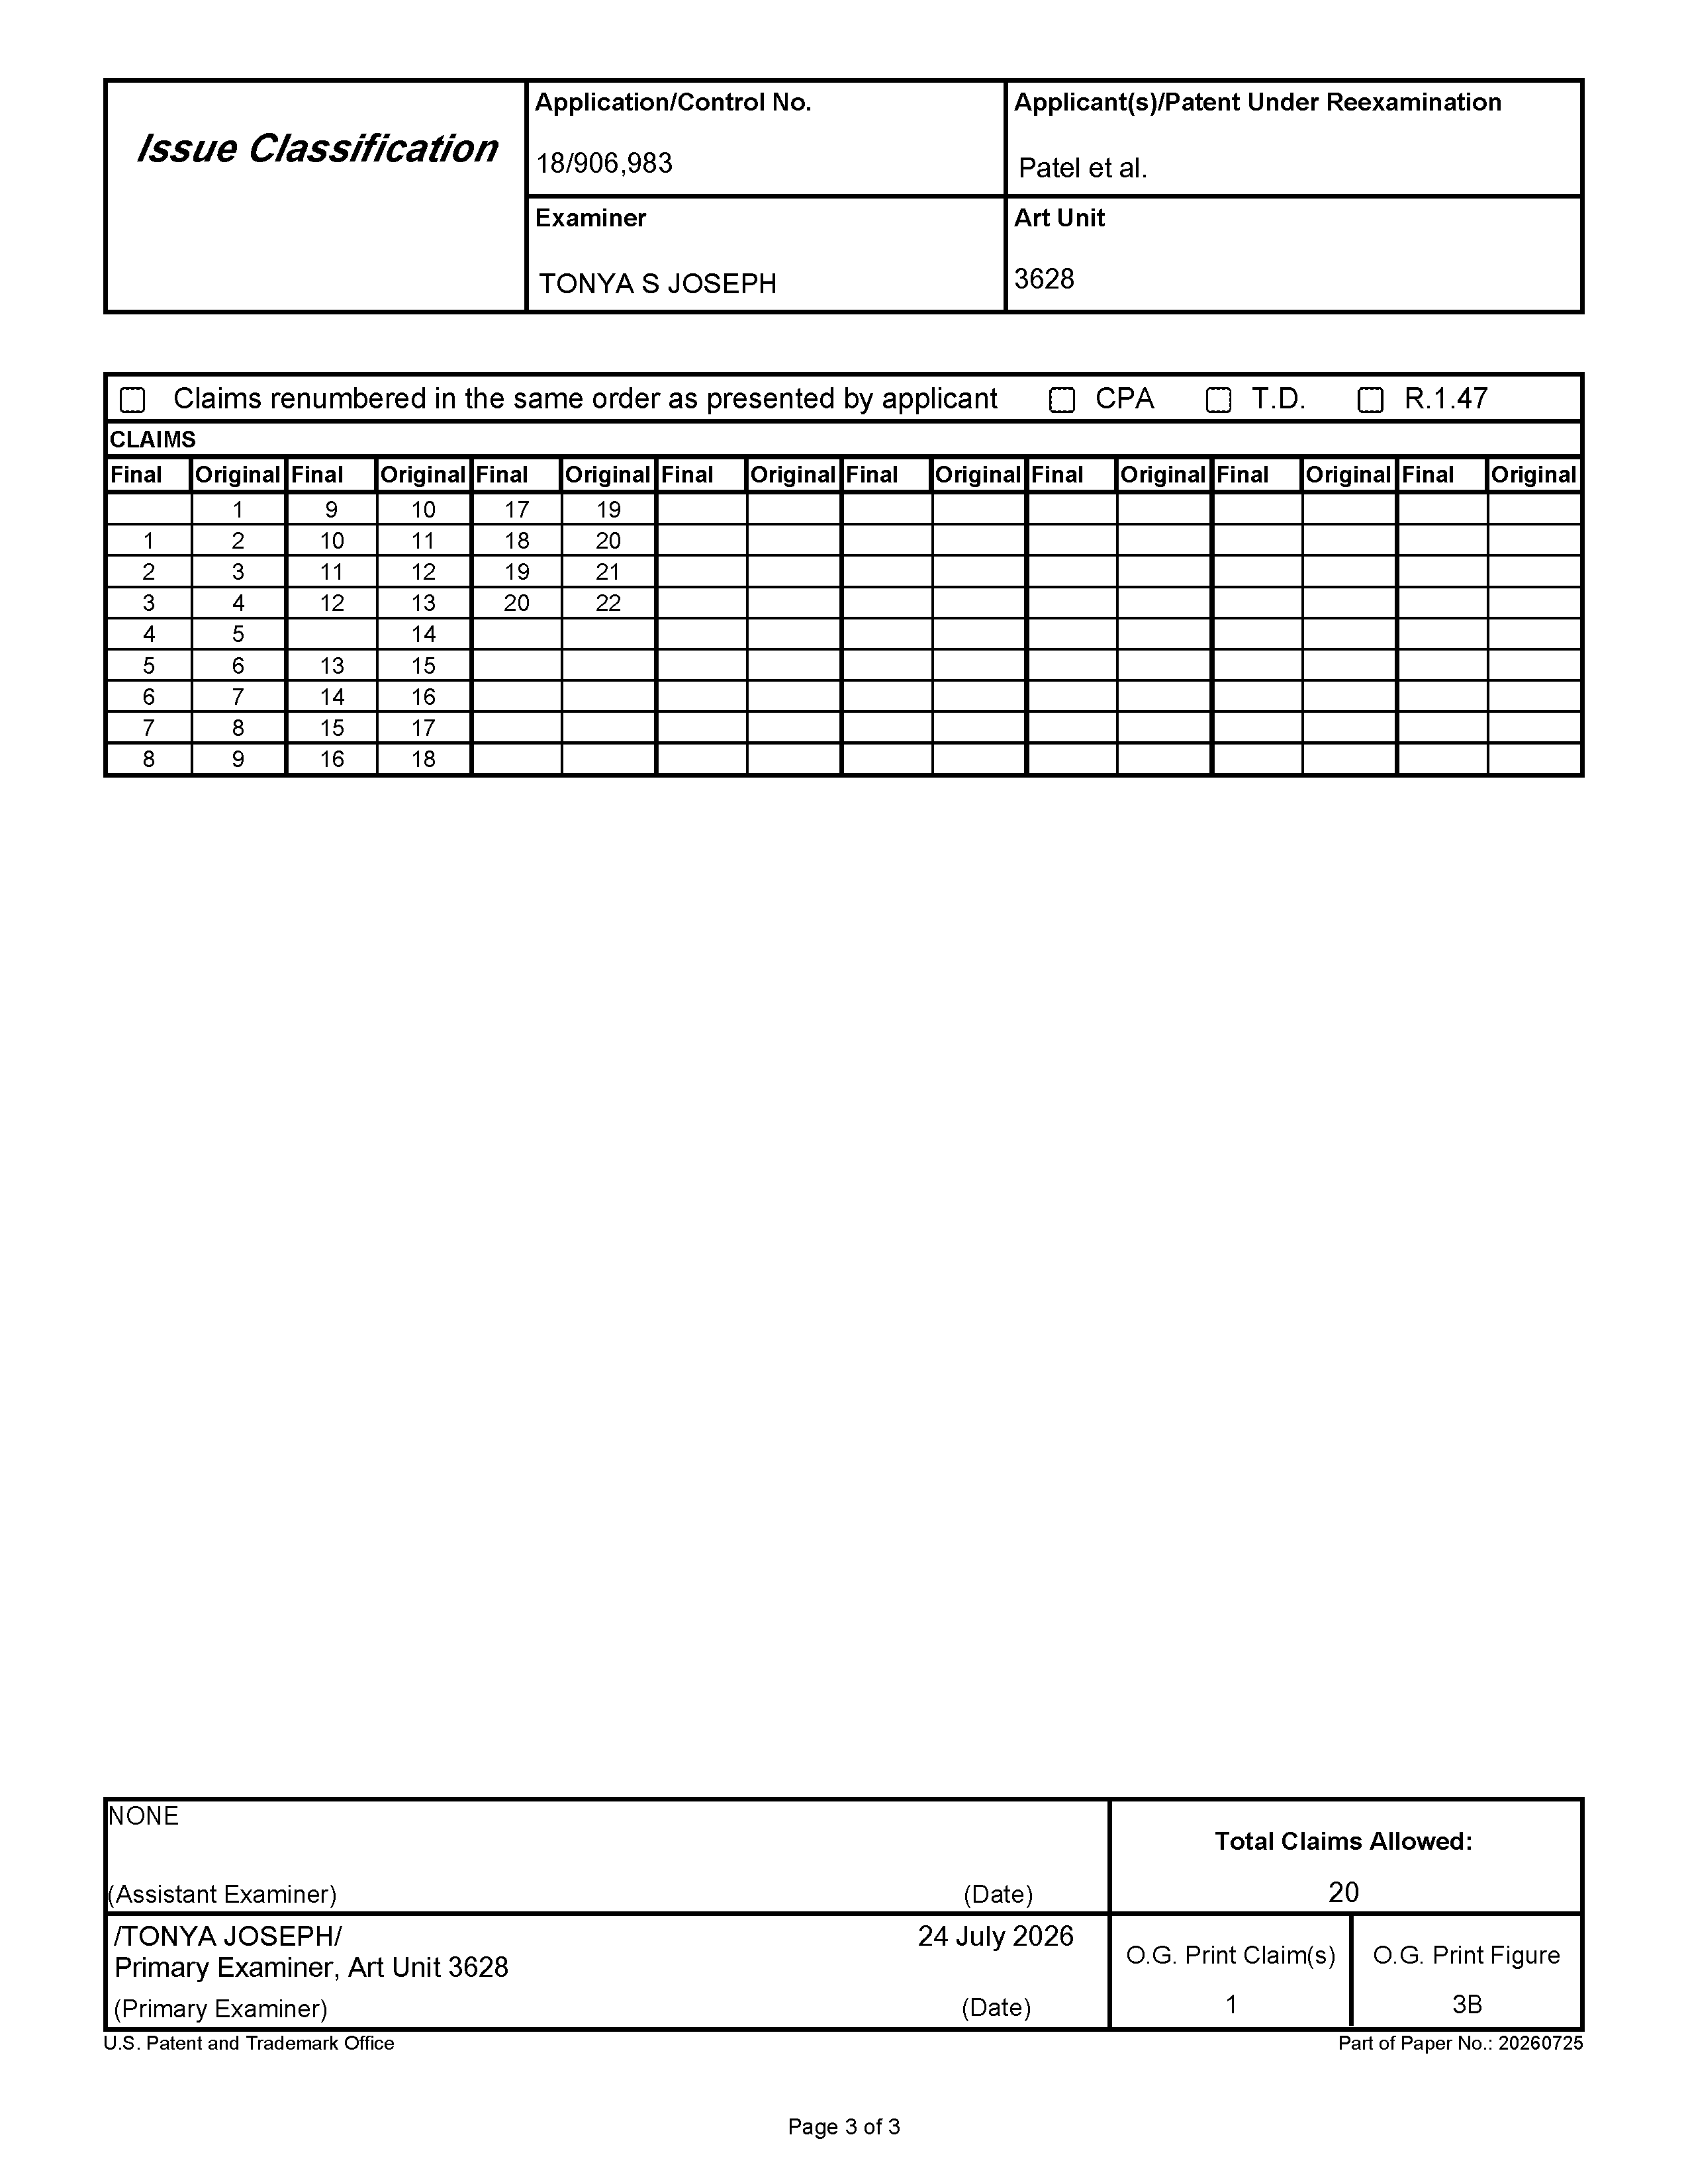 Issue Classification
Application/Control No.
18/906,983
Applicant(s)/Patent Under Reexamination
Patel et al.
Examiner
TONYA S JOSEPH
Art Unit
3628
Claims renumbered in the same order as presented by applicant CPA T.D. R.1.47
CLAIMS
Final Original Final Original Final Original Final Original Final Original Final Original Final Original Final Original
1 9 10 17 19
1 2 10 11 18 20
2 3 11 12 19 21
3 4 12 13 20 22
4 5 14
5 6 13 15
6 7 14 16
7 8 15 17
8 9 16 18
NONE
(Assistant Examiner) (Date)
Total Claims Allowed:
20
/TONYA JOSEPH/ 24 July 2026
Primary Examiner, Art Unit 3628
(Primary Examiner) (Date)
O.G. Print Claim(s) O.G. Print Figure
1 3B
U.S. Patent and Trademark Office Part of Paper No.: 20260725
Page 3 of 3